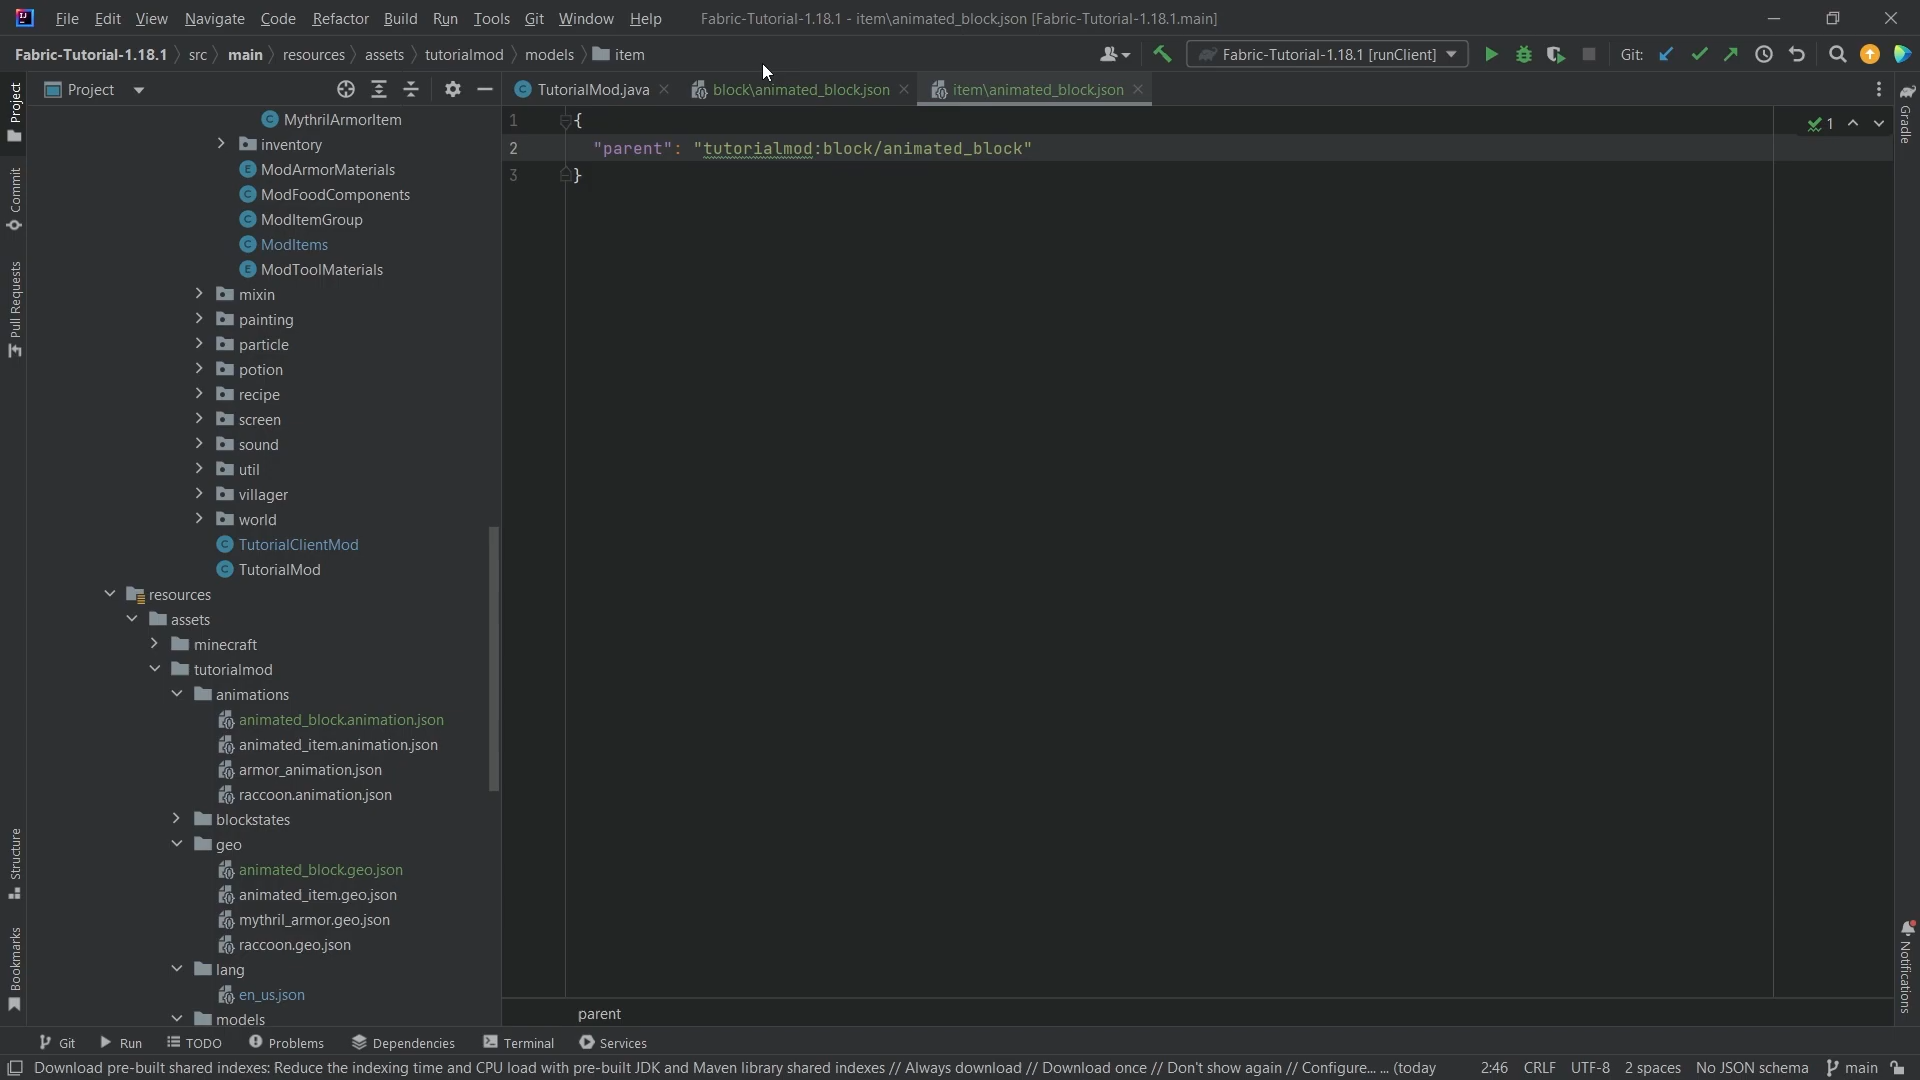 File Edit View Navigate Code Refactor Build Run Tools Git Window Help Fabric-Tutorial-1.18.1 - item\animated_block.json [Fabric-Tutorial-1.18.1.main]
Fabric-Tutorial-1.18.1 src main resources assets tutorialmod models item Fabric-Tutorial-1.18.1 [runClient] Git:
Project TutorialMod.java block\animated_block.json item\animated_block.json
Project
Commit
Pull Requests
Structure
Bookmarks
MythrilArmorItem
inventory
ModArmorMaterials
ModFoodComponents
ModItemGroup
ModItems
ModToolMaterials
mixin
painting
particle
potion
recipe
screen
sound
util
villager
world
TutorialClientMod
TutorialMod
resources
assets
minecraft
tutorialmod
animations
animated_block.animation.json
animated_item.animation.json
armor_animation.json
raccoon.animation.json
blockstates
geo
animated_block.geo.json
animated_item.geo.json
mythril_armor.geo.json
raccoon.geo.json
lang
en_us.json
models
1 {
2 "parent": "tutorialmod:block/animated_block"
3 }
1
Gradle
Notifications
parent
Git Run TODO Problems Dependencies Terminal Services
Download pre-built shared indexes: Reduce the indexing time and CPU load with pre-built JDK and Maven library shared indexes // Always download // Download once // Don't show again // Configure... ... (today 2:46 CRLF UTF-8 2 spaces No JSON schema main